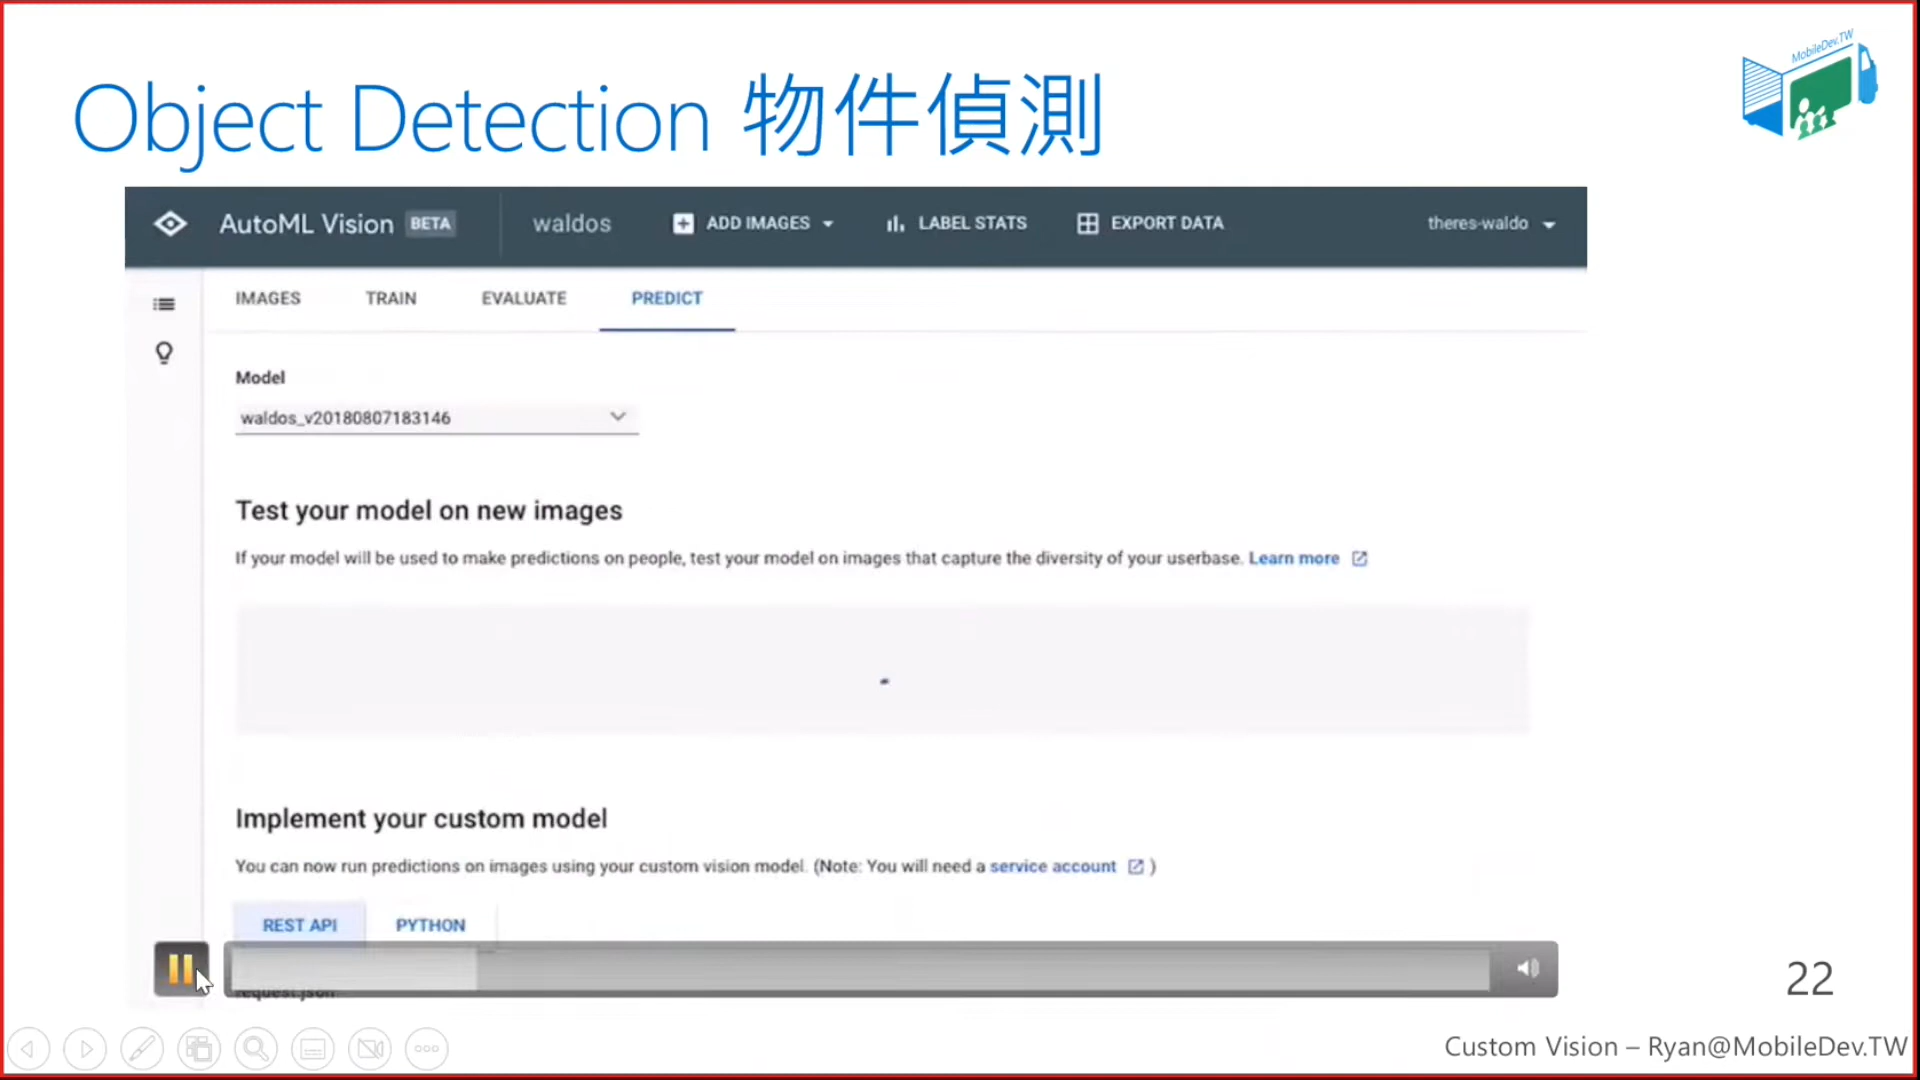 MobileDev.TW
Object Detection 物件偵測
AutoML Vision BETA waldos ADD IMAGES LABEL STATS EXPORT DATA theres-waldo
IMAGES TRAIN EVALUATE PREDICT
Model
waldos_v20180807183146
Test your model on new images
If your model will be used to make predictions on people, test your model on images that capture the diversity of your userbase. Learn more
Implement your custom model
You can now run predictions on images using your custom vision model. (Note: You will need a service account )
REST API PYTHON
request.json
22
Custom Vision – Ryan@MobileDev.TW